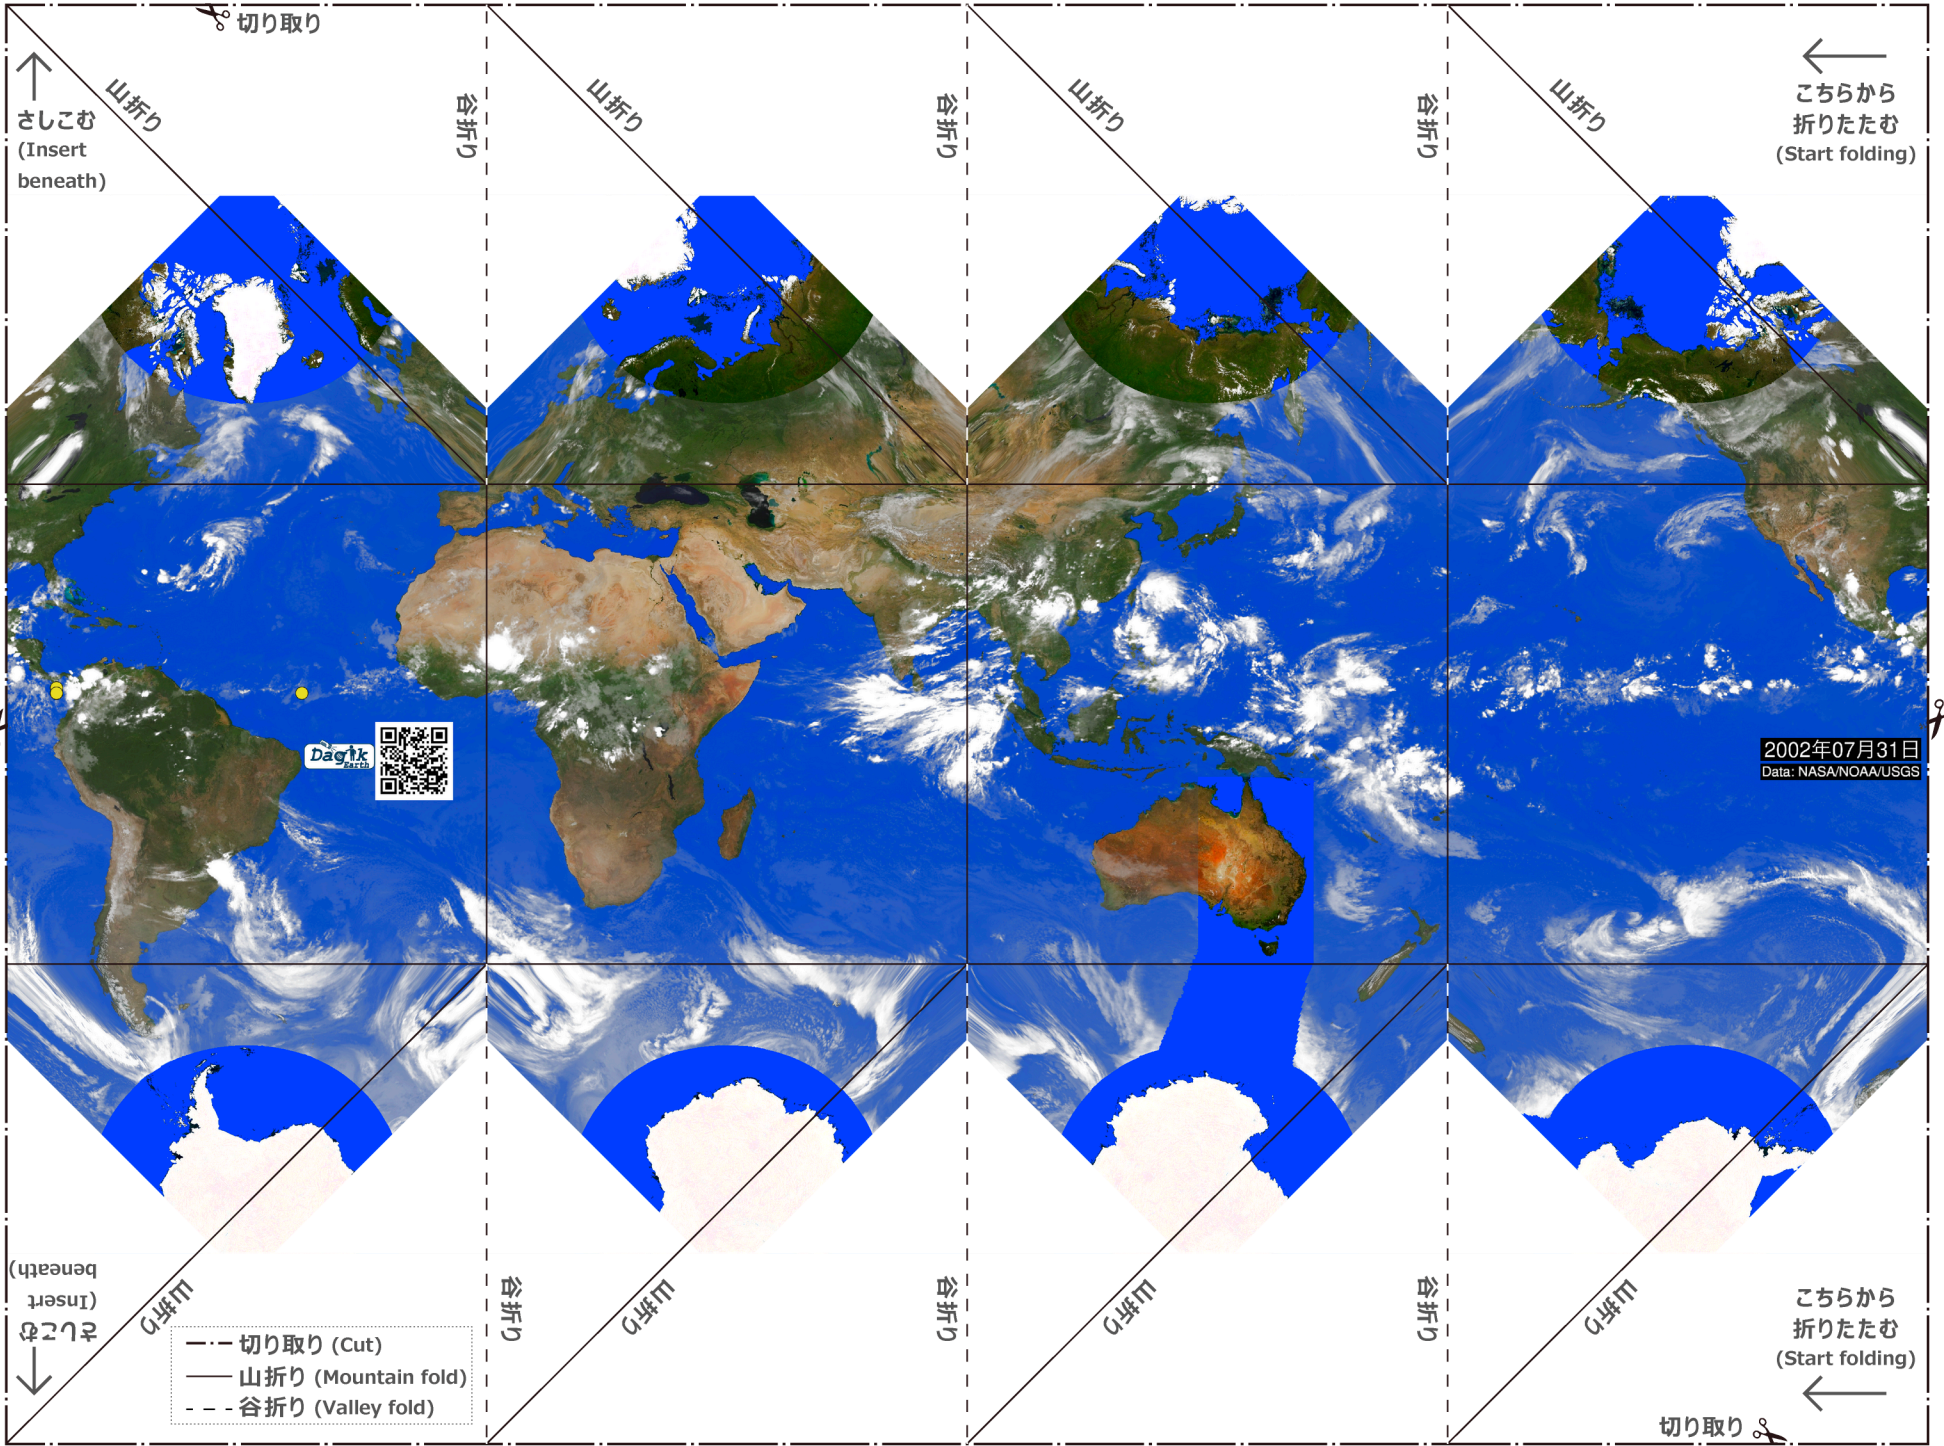 切り取り
山折り
谷折り
山折り
谷折り
山折り
谷折り
山折り
さしこむ
(Insert
beneath)
こちらから
折りたたむ
(Start folding)
Dagik
Earth
2002年07月31日
Data: NASA/NOAA/USGS
さしこむ
(Insert
beneath)
山折り
谷折り
山折り
谷折り
山折り
谷折り
山折り
こちらから
折りたたむ
(Start folding)
切り取り (Cut)
山折り (Mountain fold)
谷折り (Valley fold)
切り取り